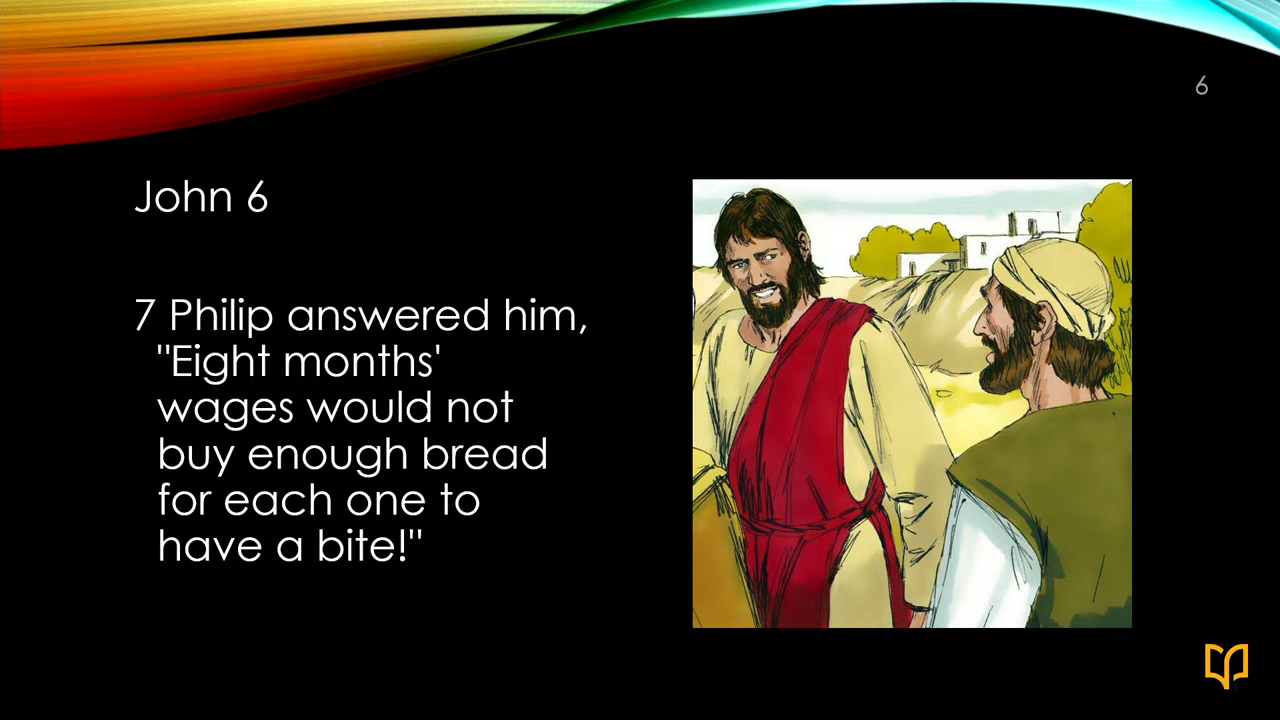 6
John 6
7 Philip answered him,
"Eight months'
wages would not
buy enough bread
for each one to
have a bite!"